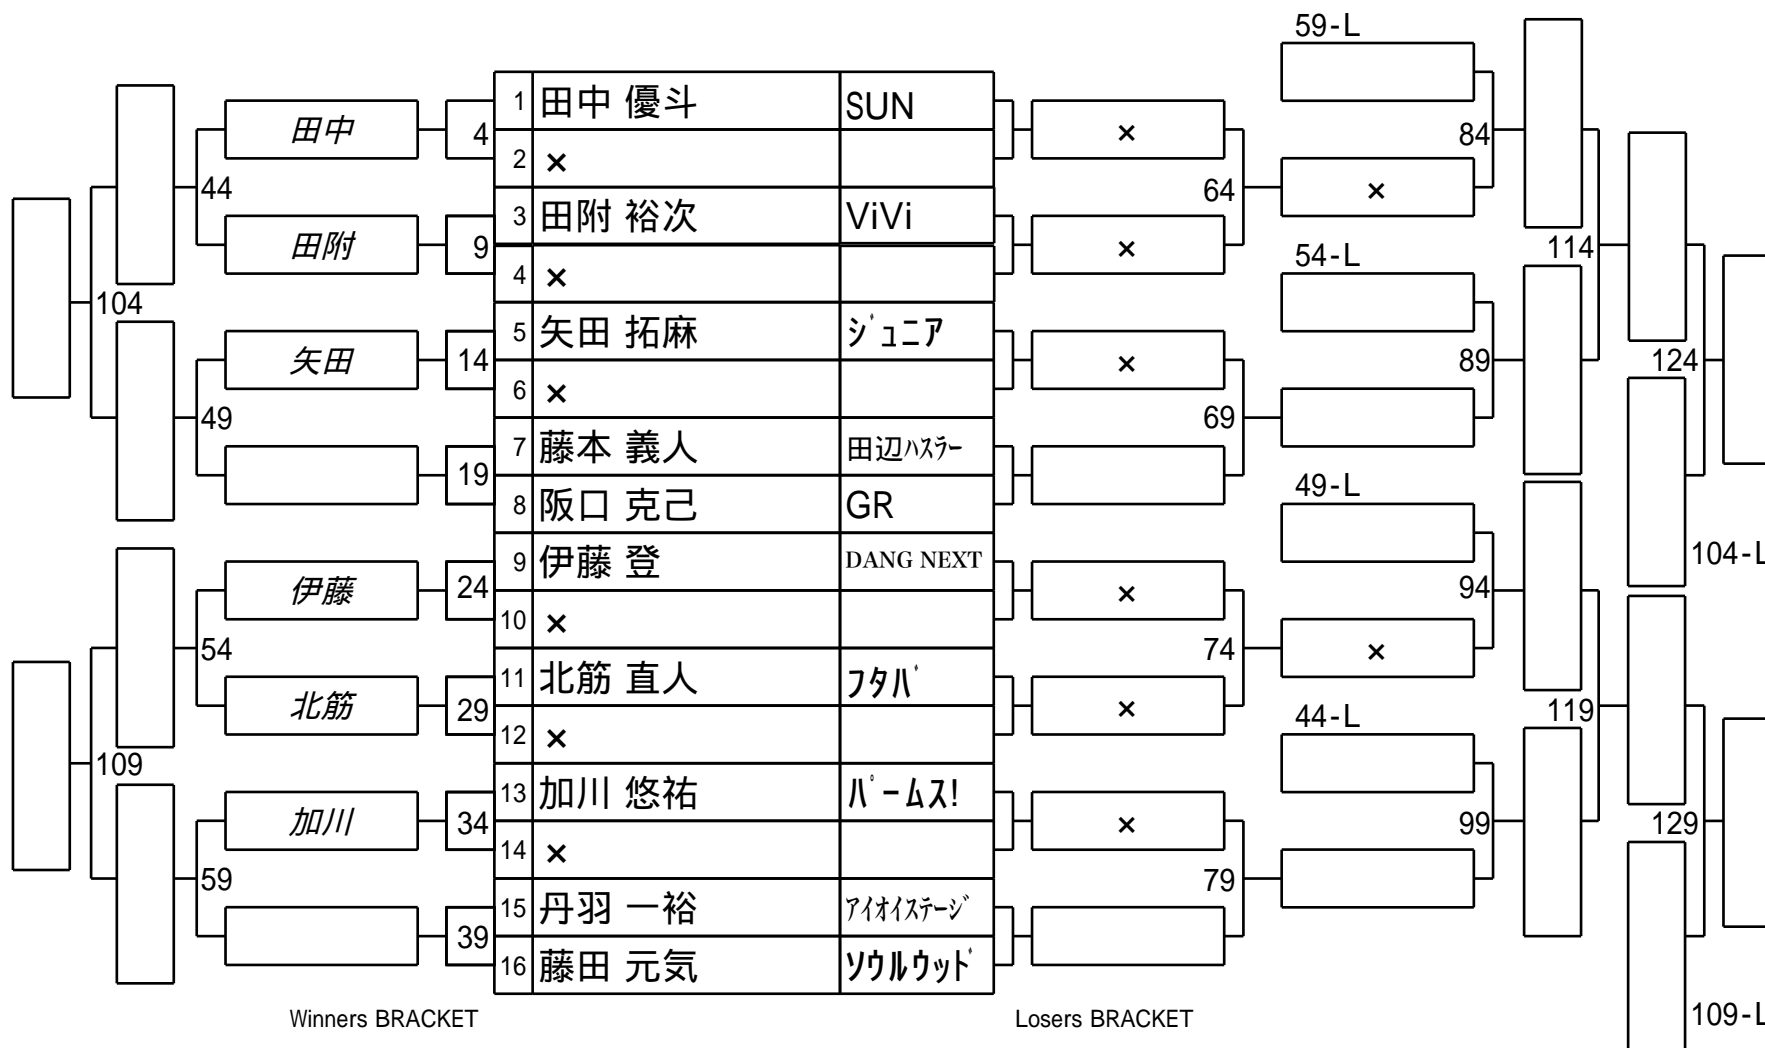 59-L
1 田中 優斗 SUN
田中 4 × 84
2 ×
44 64 ×
3 田附 裕次 ViVi
田附 9 × 114
4 × 54-L
104
5 矢田 拓麻 ジュニア
矢田 14 × 89 124
6 ×
49 69
7 藤本 義人 田辺ハスラー
19 49-L
8 阪口 克己 GR
9 伊藤 登 DANG NEXT 104-L
伊藤 24 × 94
10 ×
54 74 ×
11 北筋 直人 フタバ
北筋 29 × 44-L 119
12 ×
109
13 加川 悠祐 パームス!
加川 34 × 99 129
14 ×
59 79
15 丹羽 一裕 アイオイステージ
39
16 藤田 元気 ソウルウッド
Winners BRACKET Losers BRACKET 109-L